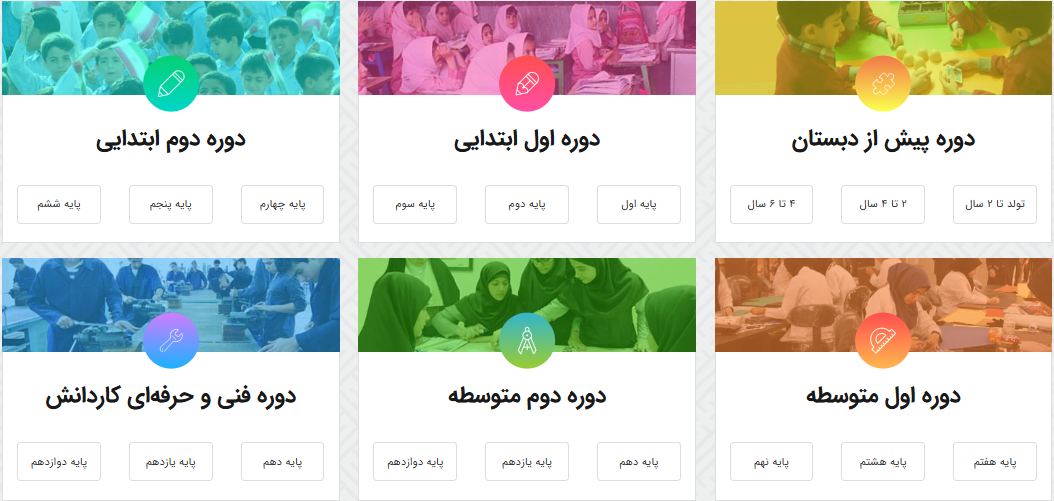 دوره پیش از دبستان
تولد تا ۲ سال
۲ تا ۴ سال
۴ تا ۶ سال
دوره اول ابتدایی
پایه اول
پایه دوم
پایه سوم
دوره دوم ابتدایی
پایه چهارم
پایه پنجم
پایه ششم
دوره اول متوسطه
پایه هفتم
پایه هشتم
پایه نهم
دوره دوم متوسطه
پایه دهم
پایه یازدهم
پایه دوازدهم
دوره فنی و حرفه‌ای کاردانش
پایه دهم
پایه یازدهم
پایه دوازدهم